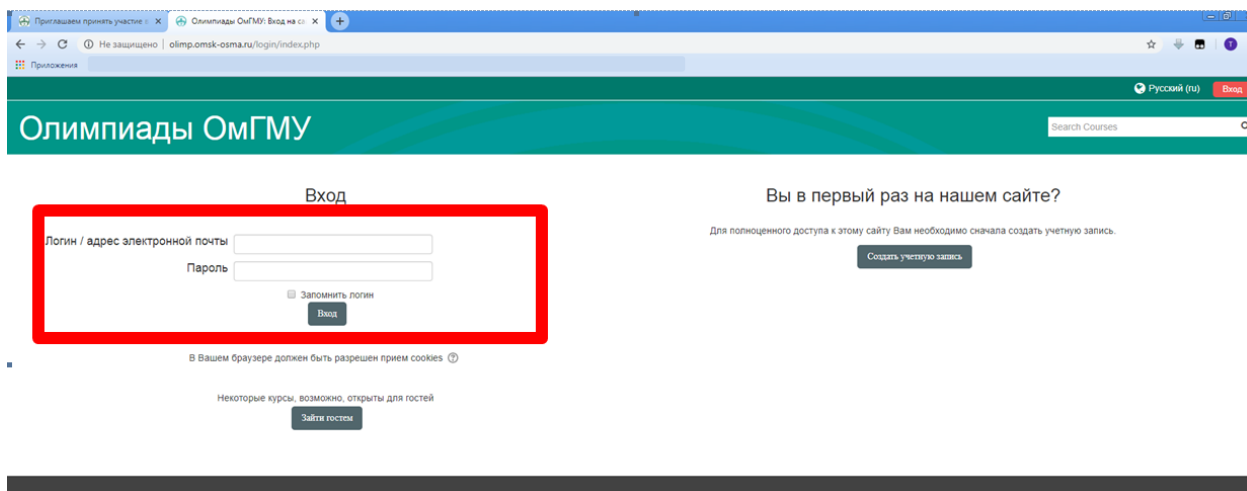 Приглашаем принять участие в
Олимпиады ОмГМУ: Вход на са
Не защищено | olimp.omsk-osma.ru/login/index.php
Приложения
Русский (ru)
Вход
Олимпиады ОмГМУ
Search Courses
Вход
Логин / адрес электронной почты
Пароль
Запомнить логин
Вход
В Вашем браузере должен быть разрешен прием cookies
Некоторые курсы, возможно, открыты для гостей
Зайти гостем
Вы в первый раз на нашем сайте?
Для полноценного доступа к этому сайту Вам необходимо сначала создать учетную запись.
Создать учетную запись